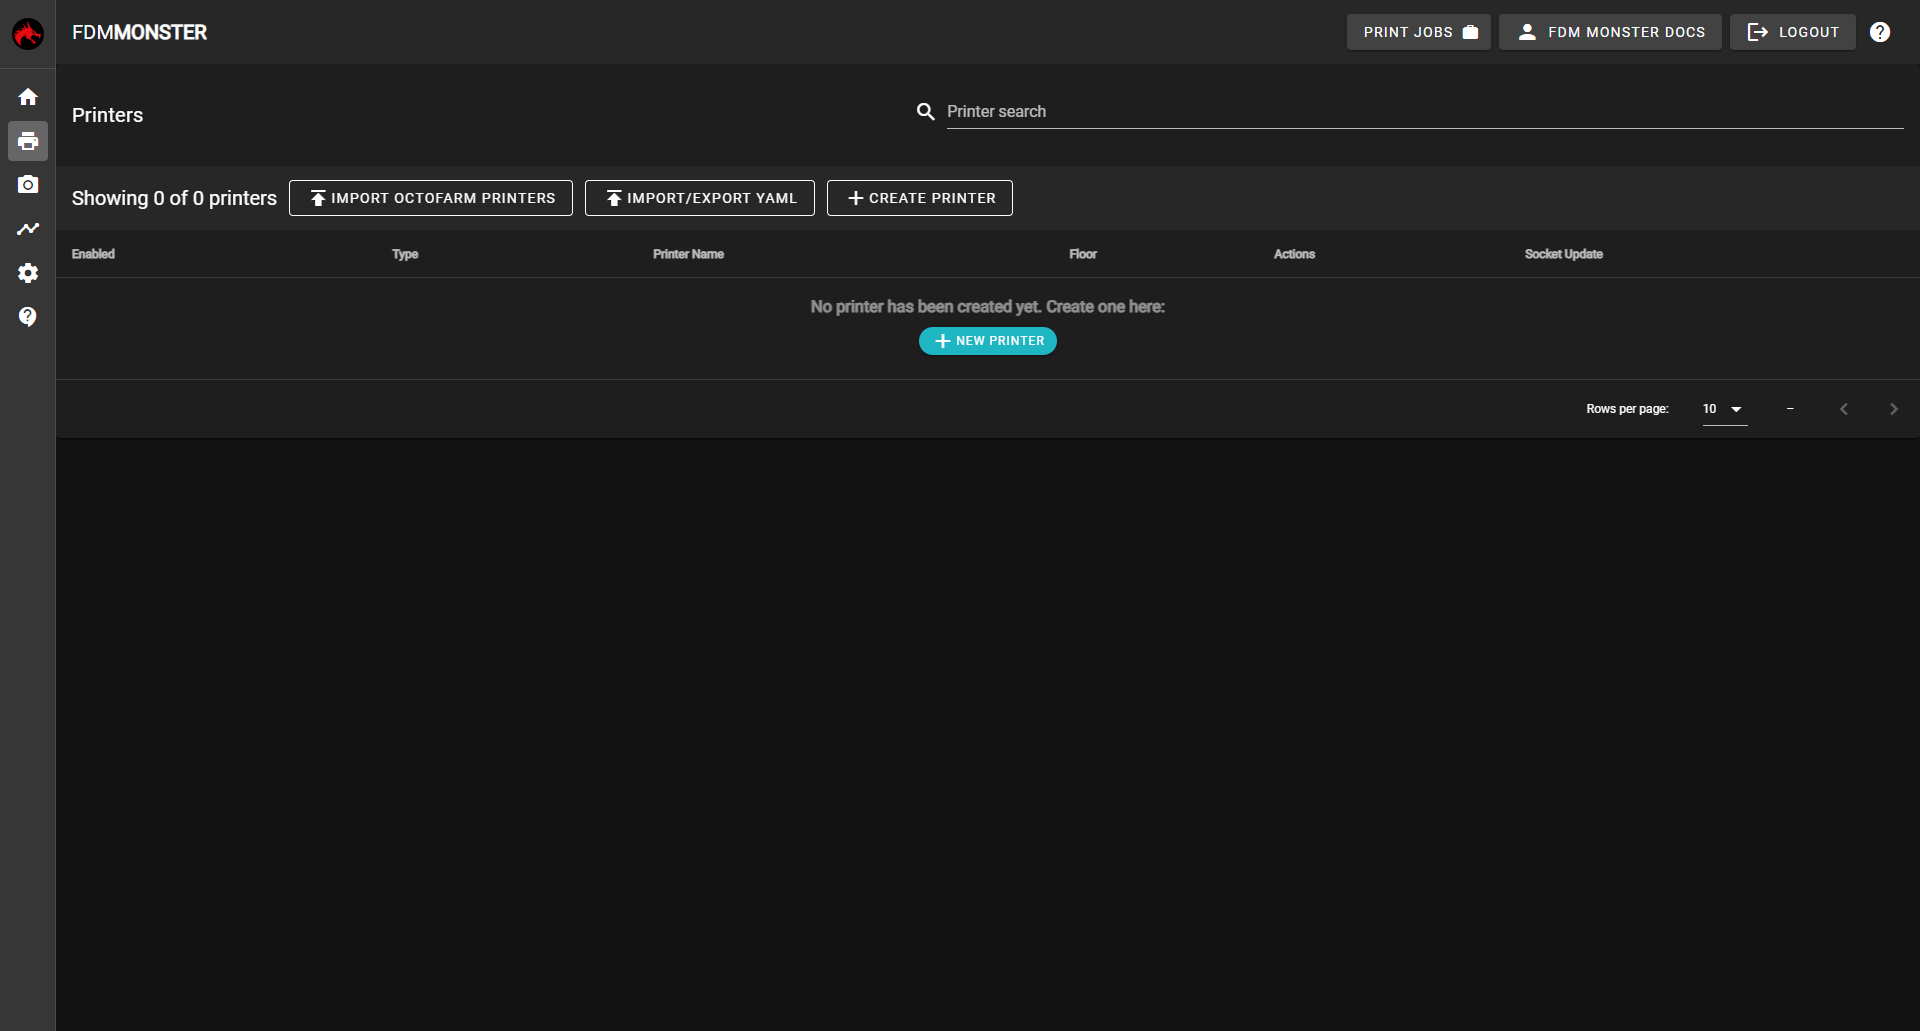 FDMMONSTER
PRINT JOBS
FDM MONSTER DOCS
LOGOUT
Printers
Printer search
Showing 0 of 0 printers
IMPORT OCTOFARM PRINTERS
IMPORT/EXPORT YAML
CREATE PRINTER
Enabled
Type
Printer Name
Floor
Actions
Socket Update
No printer has been created yet. Create one here:
NEW PRINTER
Rows per page:
10
–